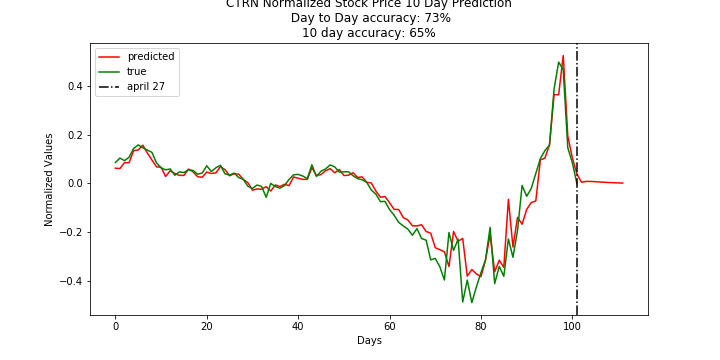 CTRN Normalized Stock Price 10 Day Prediction
Day to Day accuracy: 73%
10 day accuracy: 65%
predicted
true
april 27
Normalized Values
0.4
0.2
0.0
−0.2
−0.4
0
20
40
60
80
100
Days